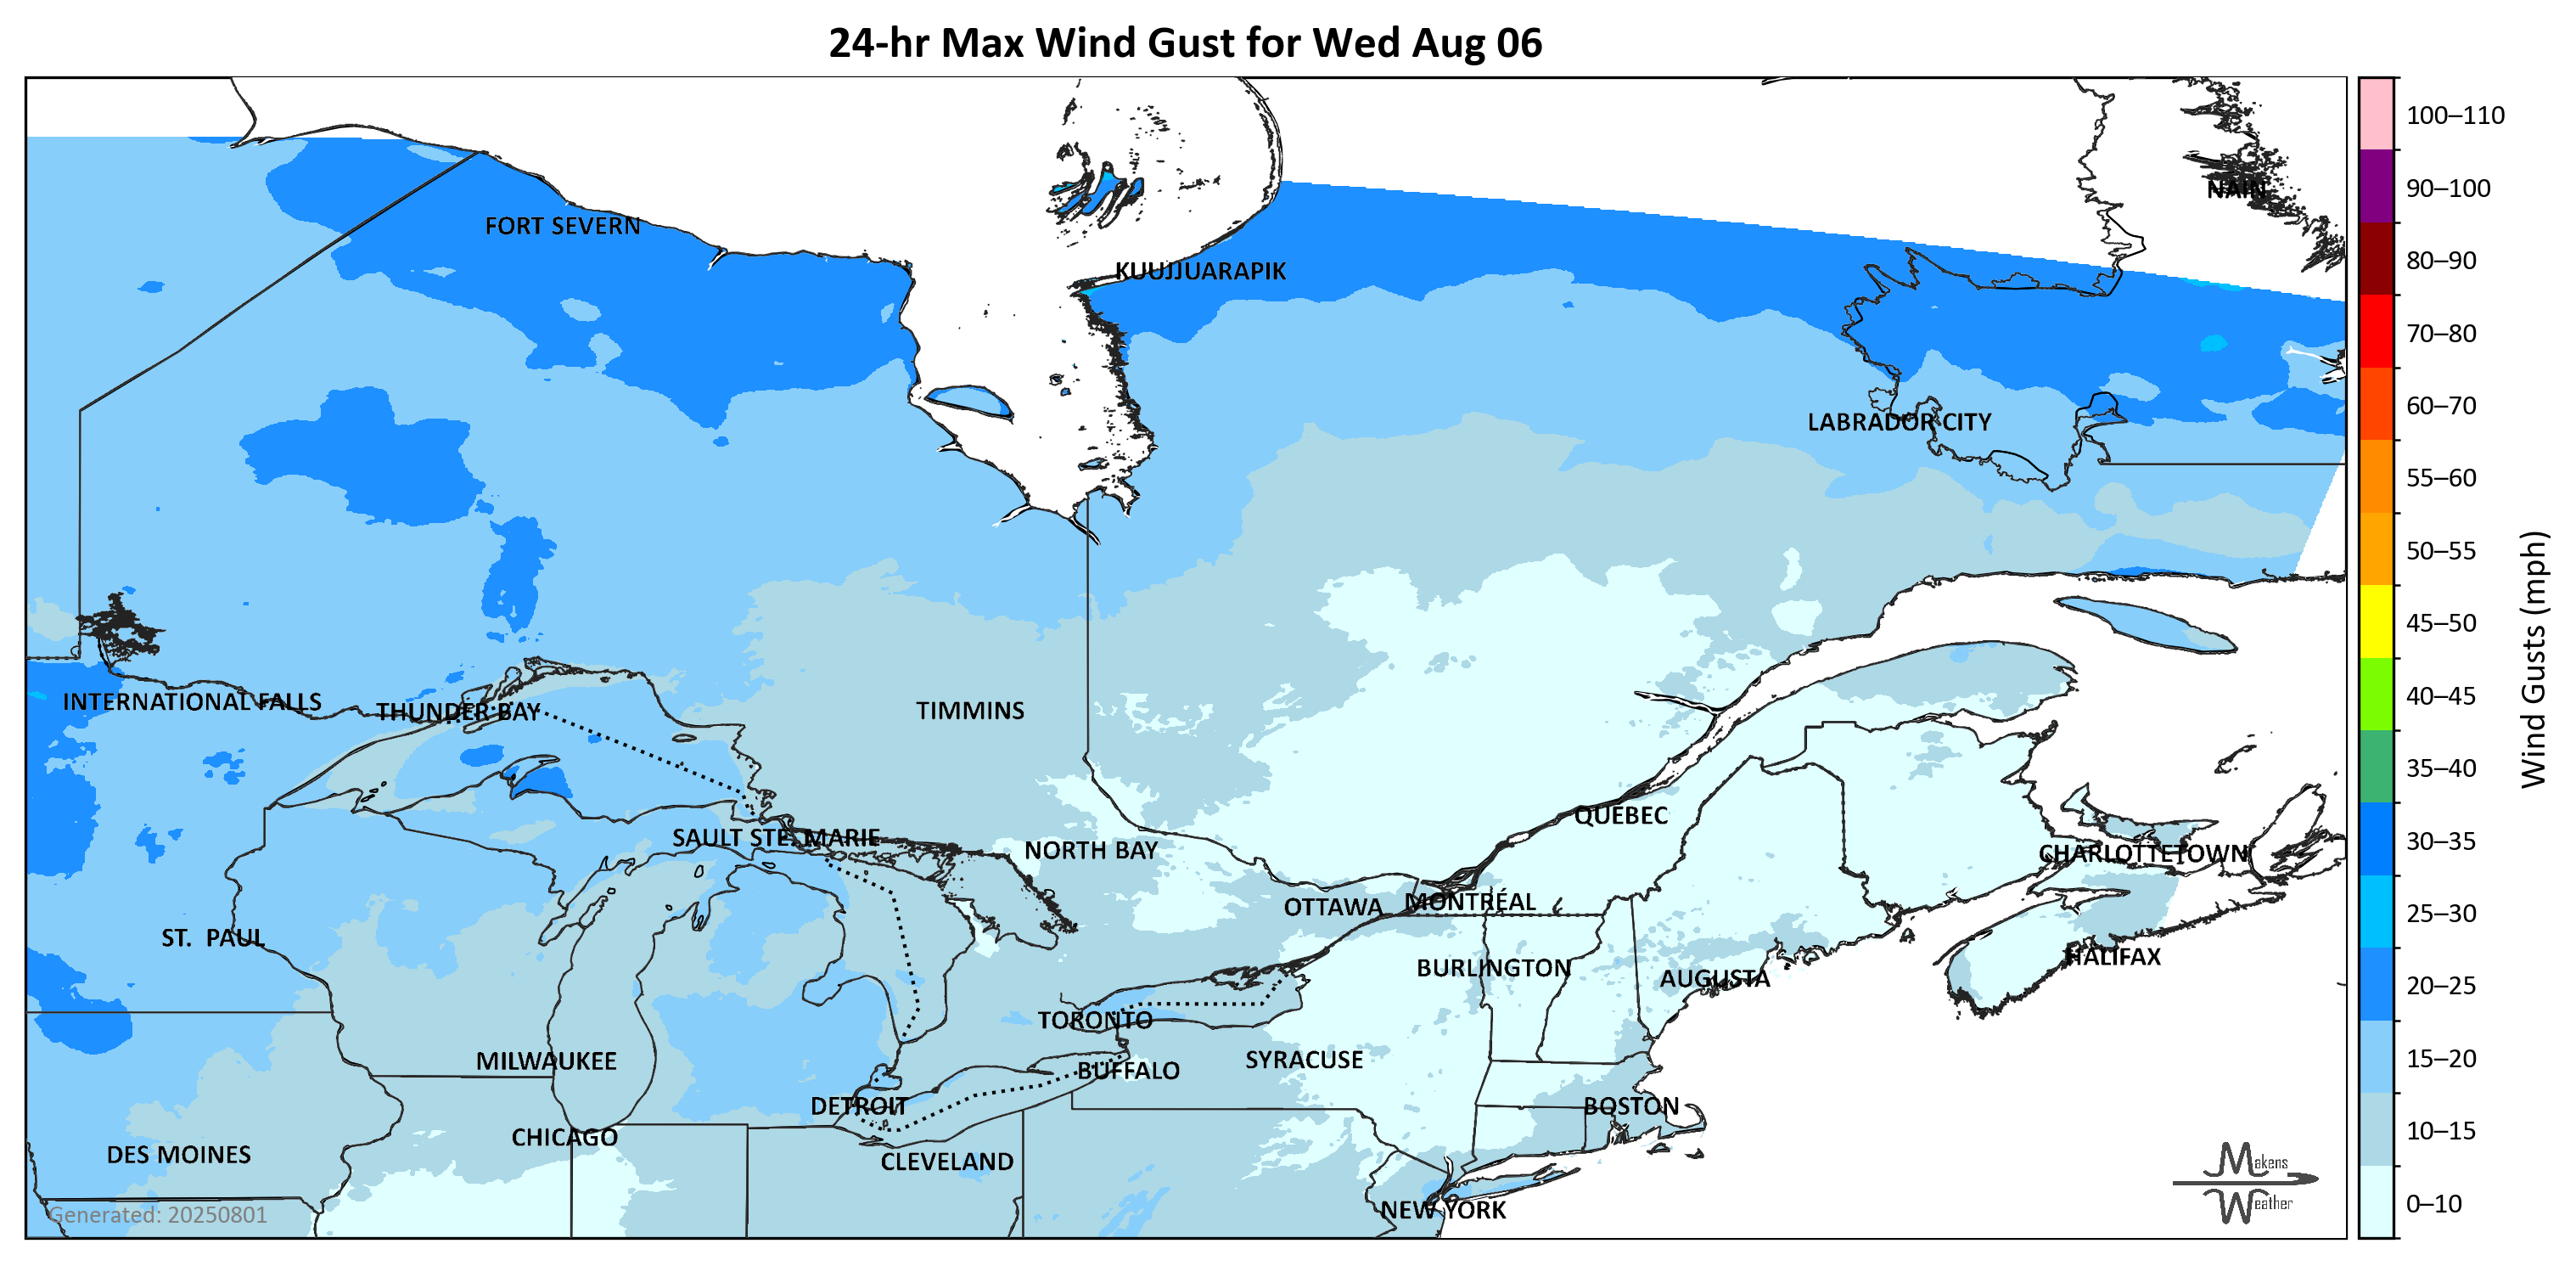 24-hr Max Wind Gust for Wed Aug 06
100–110
90–100
NAIN
FORT SEVERN
80–90
KUUJJUARAPIK
70–80
60–70
LABRADOR CITY
55–60
50–55
45–50
Wind Gusts (mph)
40–45
INTERNATIONAL FALLS
THUNDER BAY
TIMMINS
35–40
QUÉBEC
30–35
SAULT STE. MARIE
NORTH BAY
CHARLOTTETOWN
OTTAWA
MONTRÉAL
25–30
ST. PAUL
HALIFAX
BURLINGTON
AUGUSTA
20–25
TORONTO
MILWAUKEE
SYRACUSE
15–20
BUFFALO
DETROIT
BOSTON
CHICAGO
10–15
DES MOINES
CLEVELAND
Makens
Weather
NEW YORK
0–10
Generated: 20250801